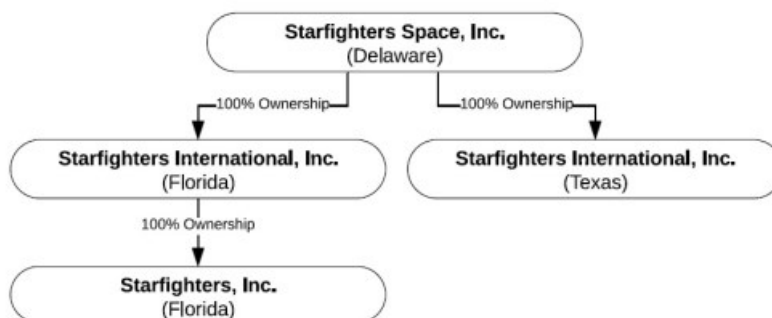 Starfighters Space, Inc.
(Delaware)
100% Ownership
100% Ownership
Starfighters International, Inc.
(Florida)
Starfighters International, Inc.
(Texas)
100% Ownership
Starfighters, Inc.
(Florida)